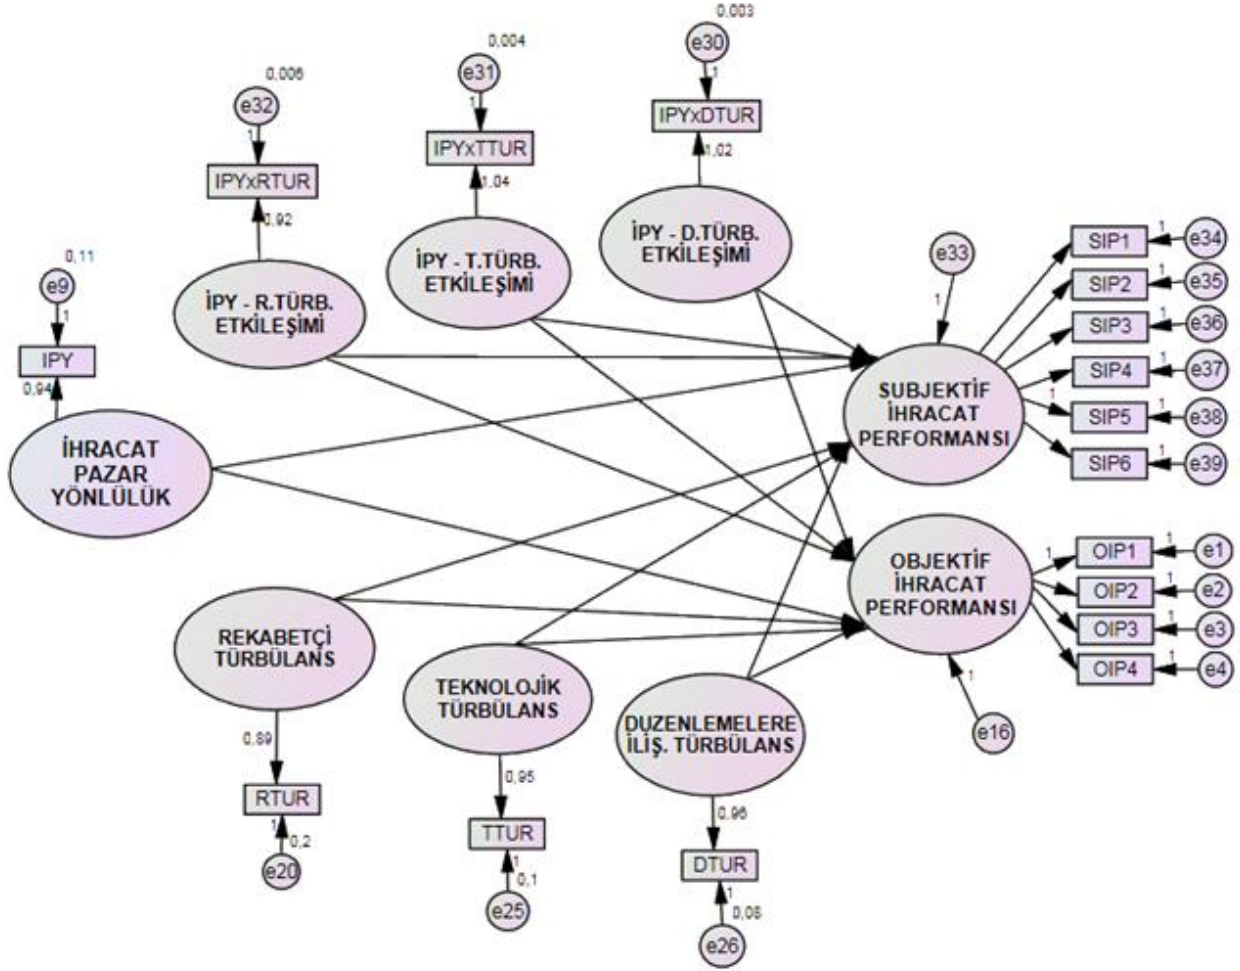 0,003
e30
1
IPYxDTUR
1,02
İPY - D.TÜRB.
ETKİLEŞİMİ
0,004
e31
1
IPYxTTUR
1,04
İPY - T.TÜRB.
ETKİLEŞİMİ
0,006
e32
1
IPYxRTUR
0,92
İPY - R.TÜRB.
ETKİLEŞİMİ
0,11
e9
1
IPY
0,94
İHRACAT
PAZAR
YÖNLÜLÜK
e33
1
SUBJEKTİF
İHRACAT
PERFORMANSI
SIP1
1
e34
SIP2
1
e35
SIP3
1
e36
SIP4
1
e37
1
SIP5
1
e38
SIP6
1
e39
OBJEKTİF
İHRACAT
PERFORMANSI
1
OIP1
1
e1
OIP2
1
e2
OIP3
1
e3
OIP4
1
e4
1
e16
REKABETÇİ
TÜRBÜLANS
0,89
RTUR
1
0,2
e20
TEKNOLOJİK
TÜRBÜLANS
0,95
TTUR
1
0,1
e25
DUZENLEMELERE
İLİŞ. TÜRBÜLANS
0,96
DTUR
1
0,08
e26